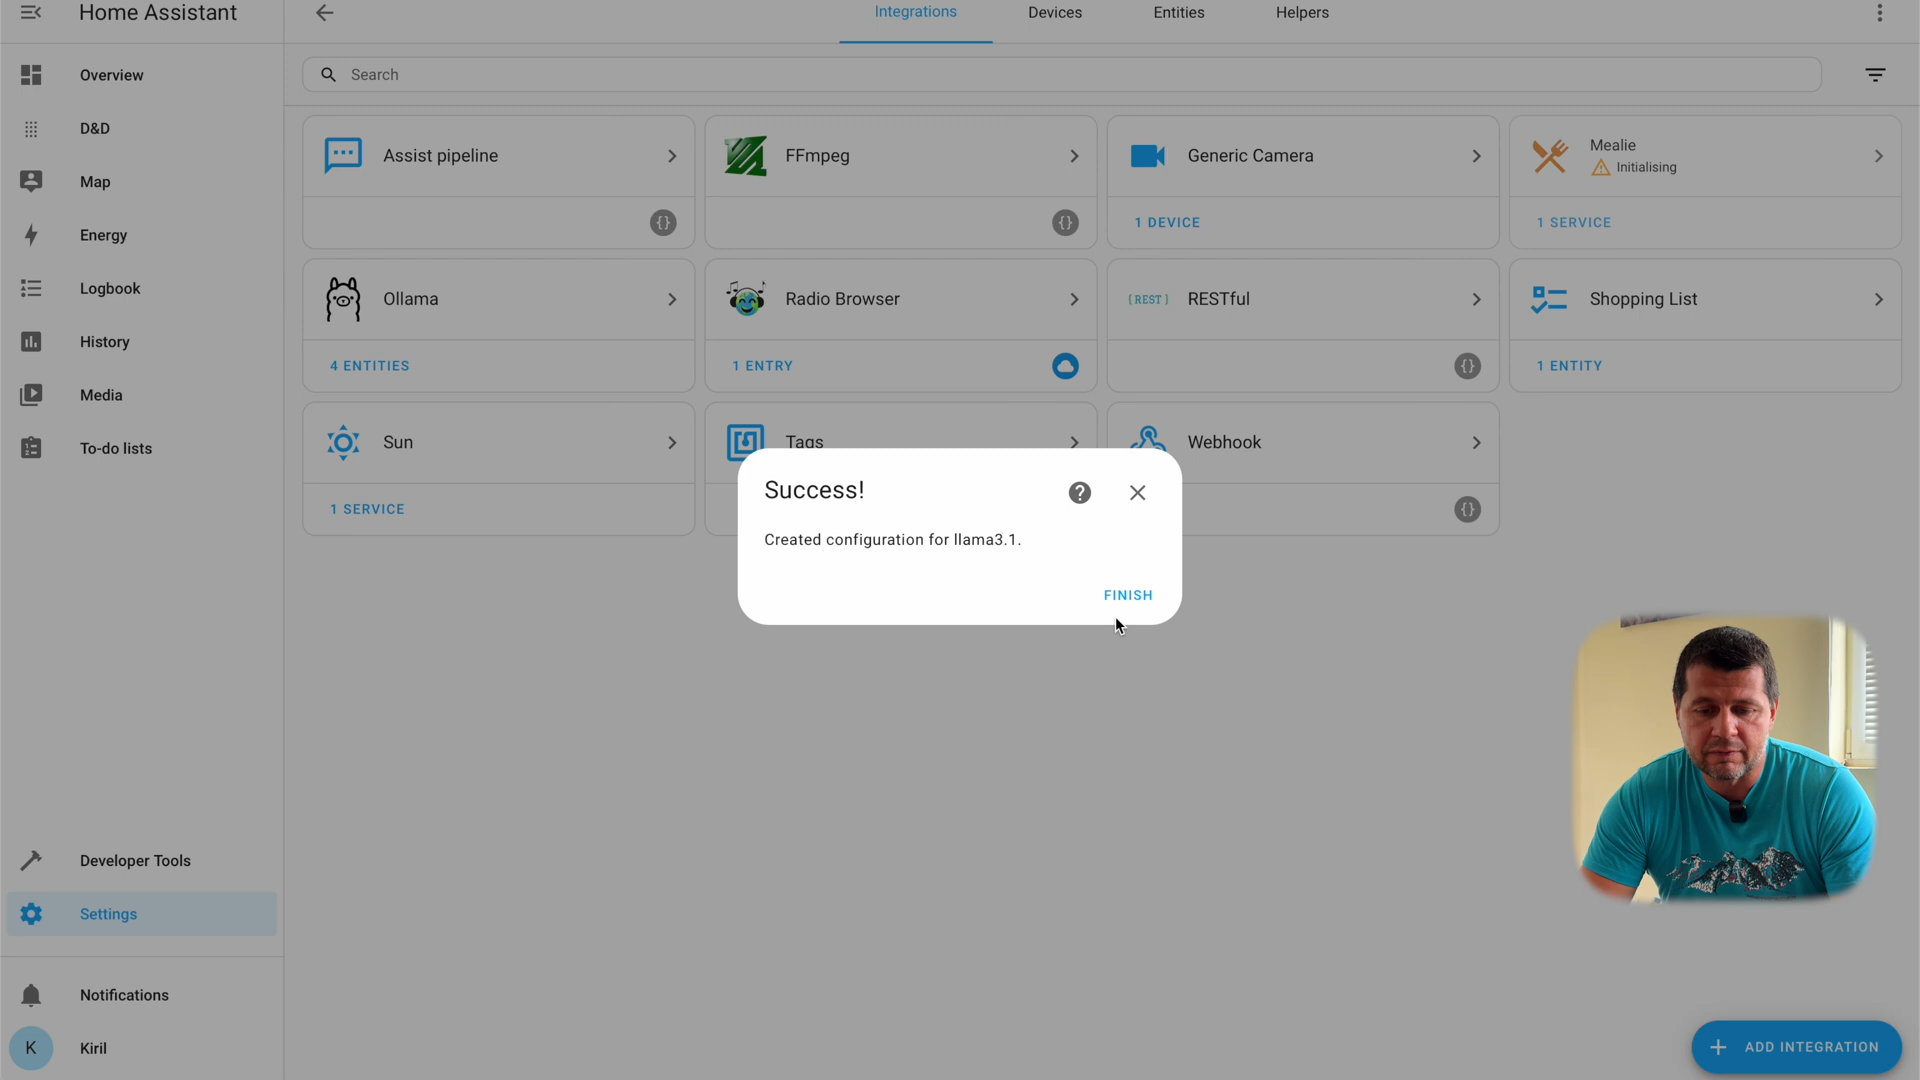 Home Assistant
Integrations
Devices
Entities
Helpers
Overview
D&D
Map
Energy
Logbook
History
Media
To-do lists
Developer Tools
Settings
Notifications
K
Kiril
Search
Assist pipeline
{}
FFmpeg
{}
Generic Camera
1 DEVICE
Mealie
Initialising
1 SERVICE
Ollama
4 ENTITIES
Radio Browser
1 ENTRY
[REST]
RESTful
{}
Shopping List
1 ENTITY
Sun
1 SERVICE
Tags
Webhook
{}
Success!
?
Created configuration for llama3.1.
FINISH
ADD INTEGRATION